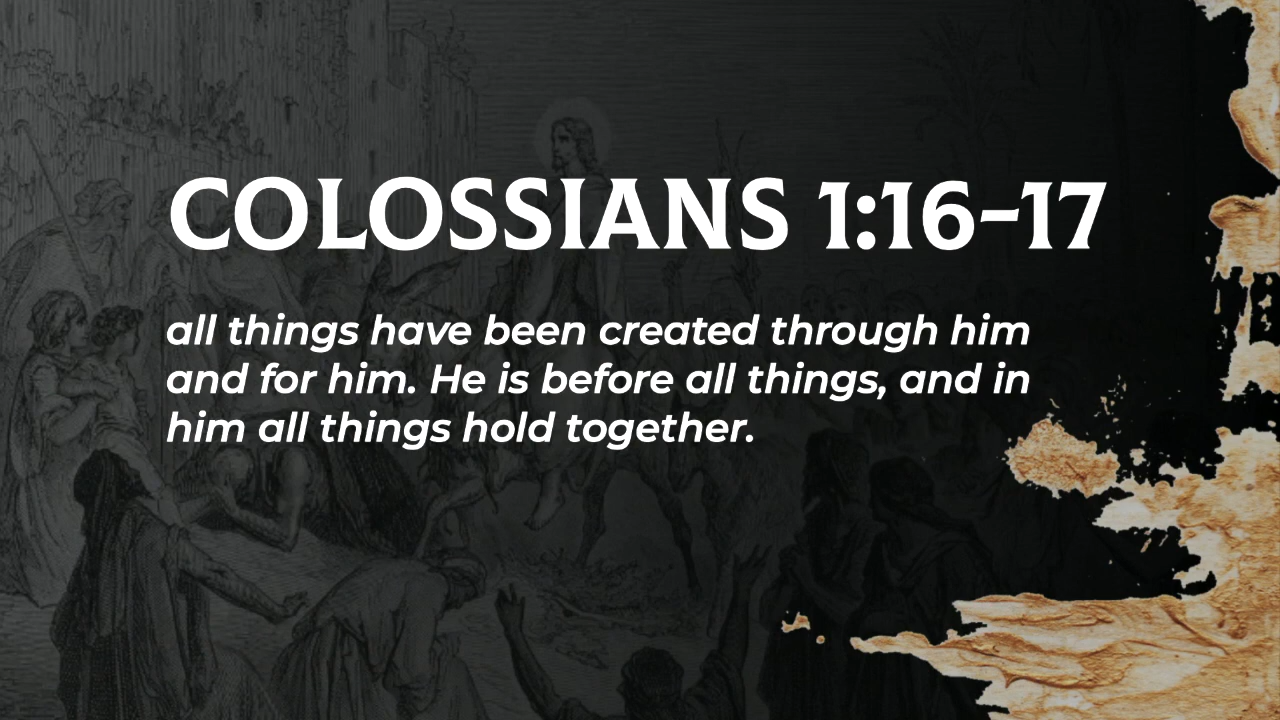 COLOSSIANS 1:16-17
all things have been created through him
and for him. He is before all things, and in
him all things hold together.